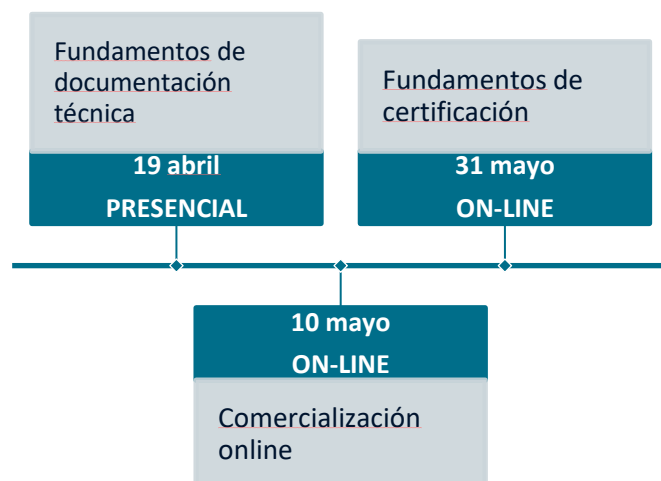 Fundamentos de
documentación
técnica
19 abril
PRESENCIAL
Fundamentos de
certificación
31 mayo
ON-LINE
10 mayo
ON-LINE
Comercialización
online